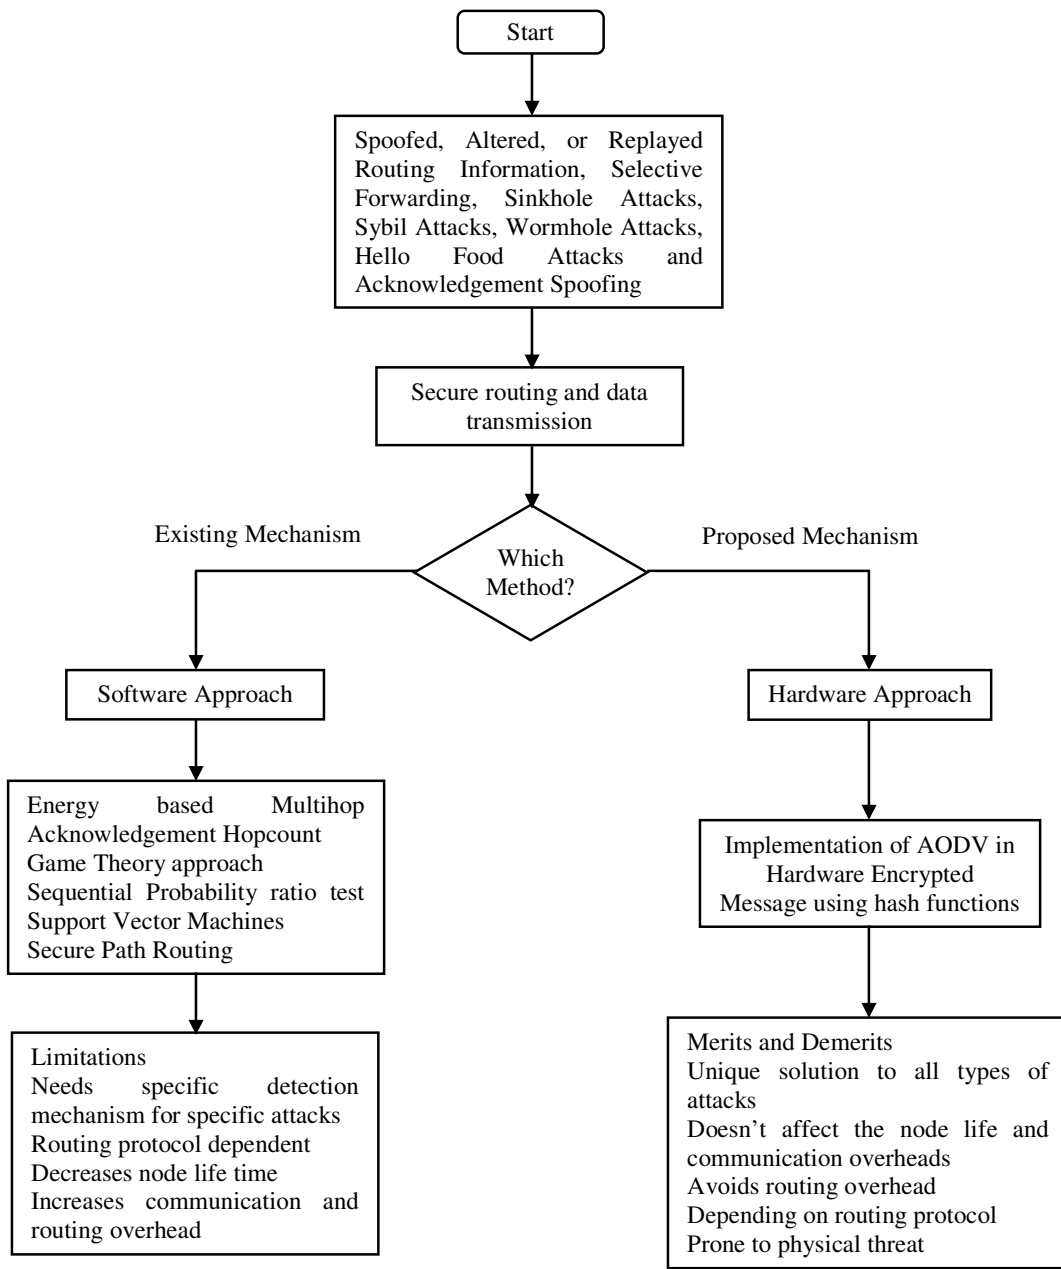 Start
Spoofed, Altered, or Replayed
Routing Information, Selective
Forwarding, Sinkhole Attacks,
Sybil Attacks, Wormhole Attacks,
Hello Food Attacks and
Acknowledgement Spoofing
Secure routing and data
transmission
Existing Mechanism
Which
Method?
Proposed Mechanism
Software Approach
Energy based Multihop
Acknowledgement Hopcount
Game Theory approach
Sequential Probability ratio test
Support Vector Machines
Secure Path Routing
Limitations
Needs specific detection
mechanism for specific attacks
Routing protocol dependent
Decreases node life time
Increases communication and
routing overhead
Hardware Approach
Implementation of AODV in
Hardware Encrypted
Message using hash functions
Merits and Demerits
Unique solution to all types of
attacks
Doesn't affect the node life and
communication overheads
Avoids routing overhead
Depending on routing protocol
Prone to physical threat